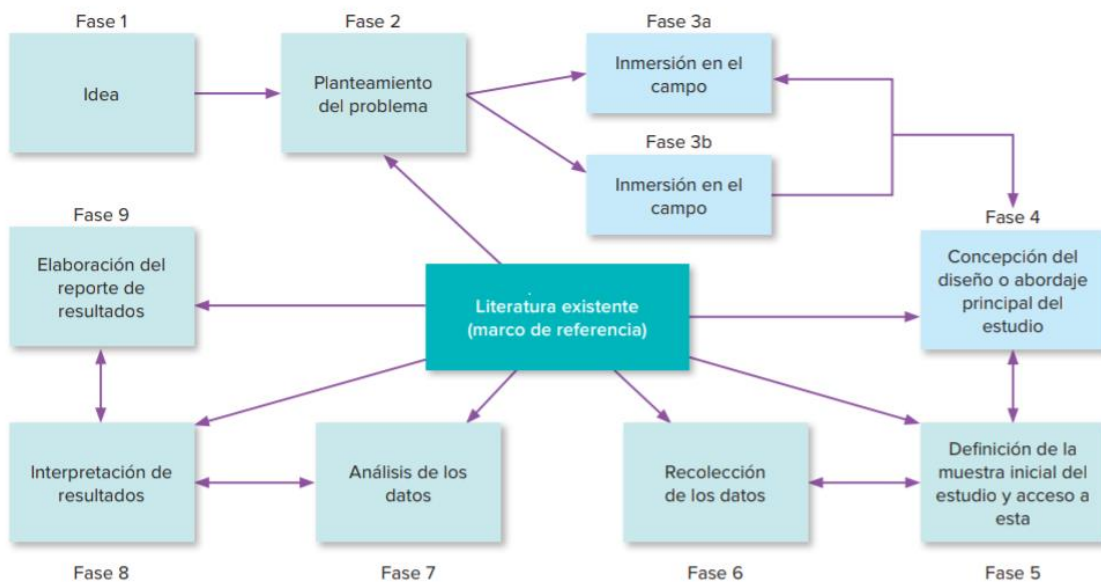 Fase 1
Fase 2
Fase 3a
Idea
Planteamiento
del problema
Inmersión en el
campo
Fase 3b
Inmersión en el
campo
Fase 9
Fase 4
Elaboración del
reporte de
resultados
Literatura existente
(marco de referencia)
Concepción del
diseño o abordaje
principal del
estudio
Interpretación de
resultados
Análisis de los
datos
Recolección
de los datos
Definición de la
muestra inicial del
estudio y acceso a
esta
Fase 8
Fase 7
Fase 6
Fase 5